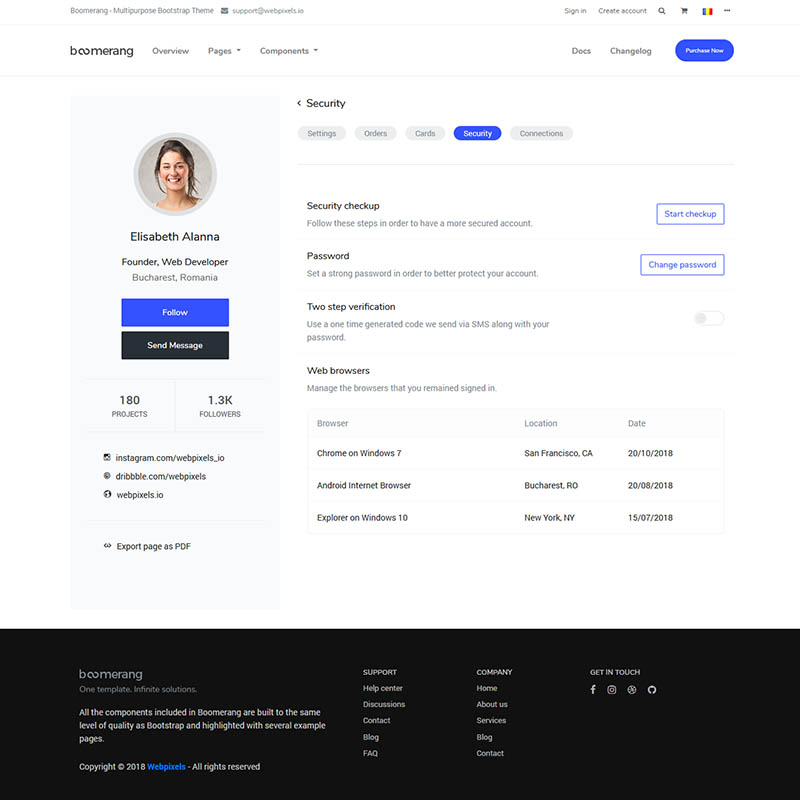 Boomerang - Multipurpose Bootstrap Theme support@webpixels.io Sign in Create account
boomerang Overview Pages Components Docs Changelog Purchase Now
Elisabeth Alanna
Founder, Web Developer
Bucharest, Romania
Follow
Send Message
180 1.3K
PROJECTS FOLLOWERS
instagram.com/webpixels_io
dribbble.com/webpixels
webpixels.io
Export page as PDF
Security
Settings Orders Cards Security Connections
Security checkup
Follow these steps in order to have a more secured account.
Start checkup
Password
Set a strong password in order to better protect your account.
Change password
Two step verification
Use a one time generated code we send via SMS along with your
password.
Web browsers
Manage the browsers that you remained signed in.
Browser Location Date
Chrome on Windows 7 San Francisco, CA 20/10/2018
Android Internet Browser Bucharest, RO 20/08/2018
Explorer on Windows 10 New York, NY 15/07/2018
boomerang
One template. Infinite solutions.
All the components included in Boomerang are built to the same
level of quality as Bootstrap and highlighted with several example
pages.
Copyright © 2018 Webpixels - All rights reserved
SUPPORT
Help center
Discussions
Contact
Blog
FAQ
COMPANY
Home
About us
Services
Blog
Contact
GET IN TOUCH